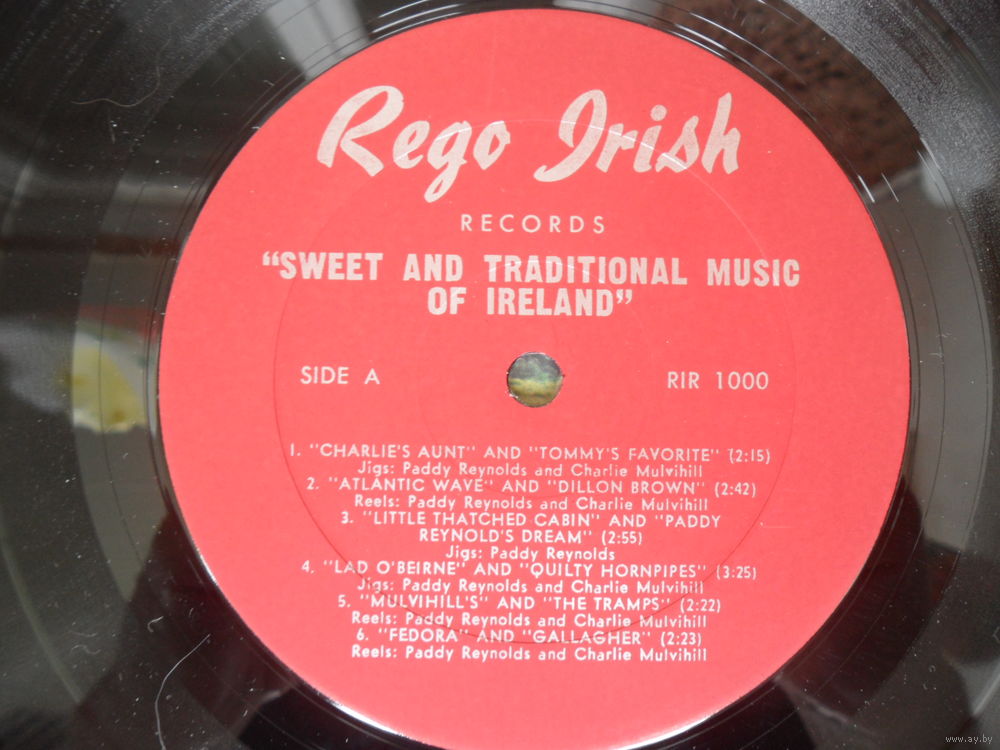 Rego Irish
RECORDS
"SWEET AND TRADITIONAL MUSIC
OF IRELAND"
SIDE A
RIR 1000
1. "CHARLIE'S AUNT" AND "TOMMY'S FAVORITE" (2:15)
Jigs: Paddy Reynolds and Charlie Mulvihill
2. "ATLANTIC WAVE" AND "DILLON BROWN" (2:42)
Reels: Paddy Reynolds and Charlie Mulvihill
3. "LITTLE THATCHED CABIN" AND "PADDY
REYNOLD'S DREAM" (2:55)
Jigs: Paddy Reynolds
4. "LAD O'BEIRNE" AND "QUILTY HORNPIPES" (3:25)
Jigs: Paddy Reynolds and Charlie Mulvihill
5. "MULVIHILL'S" AND "THE TRAMPS" (2:22)
Reels: Paddy Reynolds and Charlie Mulvihill
6. "FEDORA" AND "GALLAGHER" (2:23)
Reels: Paddy Reynolds and Charlie Mulvihill
www.ay.by